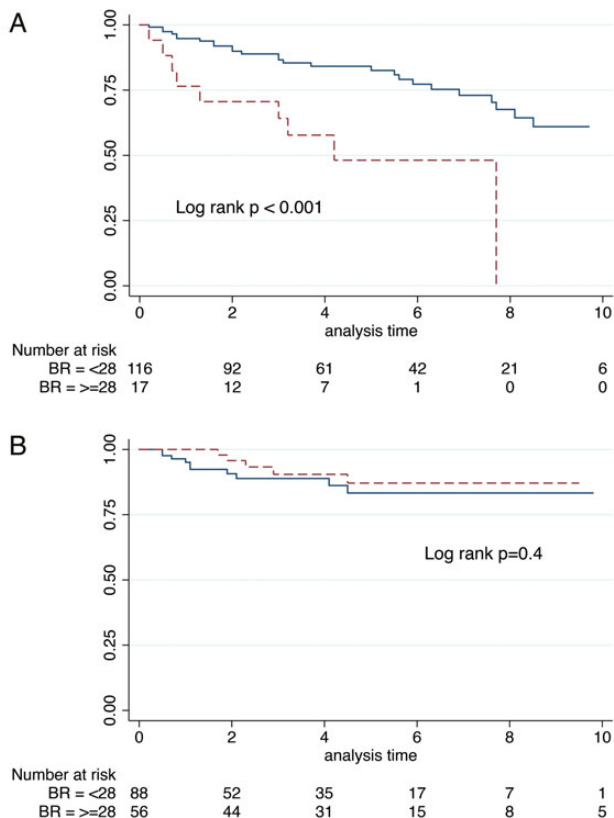 A
1.00
0.75
0.50
0.25
0.00
Log rank p < 0.001
0 2 4 6 8 10
analysis time
Number at risk
BR = <28 116 92 61 42 21 6
BR = >=28 17 12 7 1 0 0
B
1.00
0.75
0.50
0.25
0.00
Log rank p=0.4
0 2 4 6 8 10
analysis time
Number at risk
BR = <28 88 52 35 17 7 1
BR = >=28 56 44 31 15 8 5